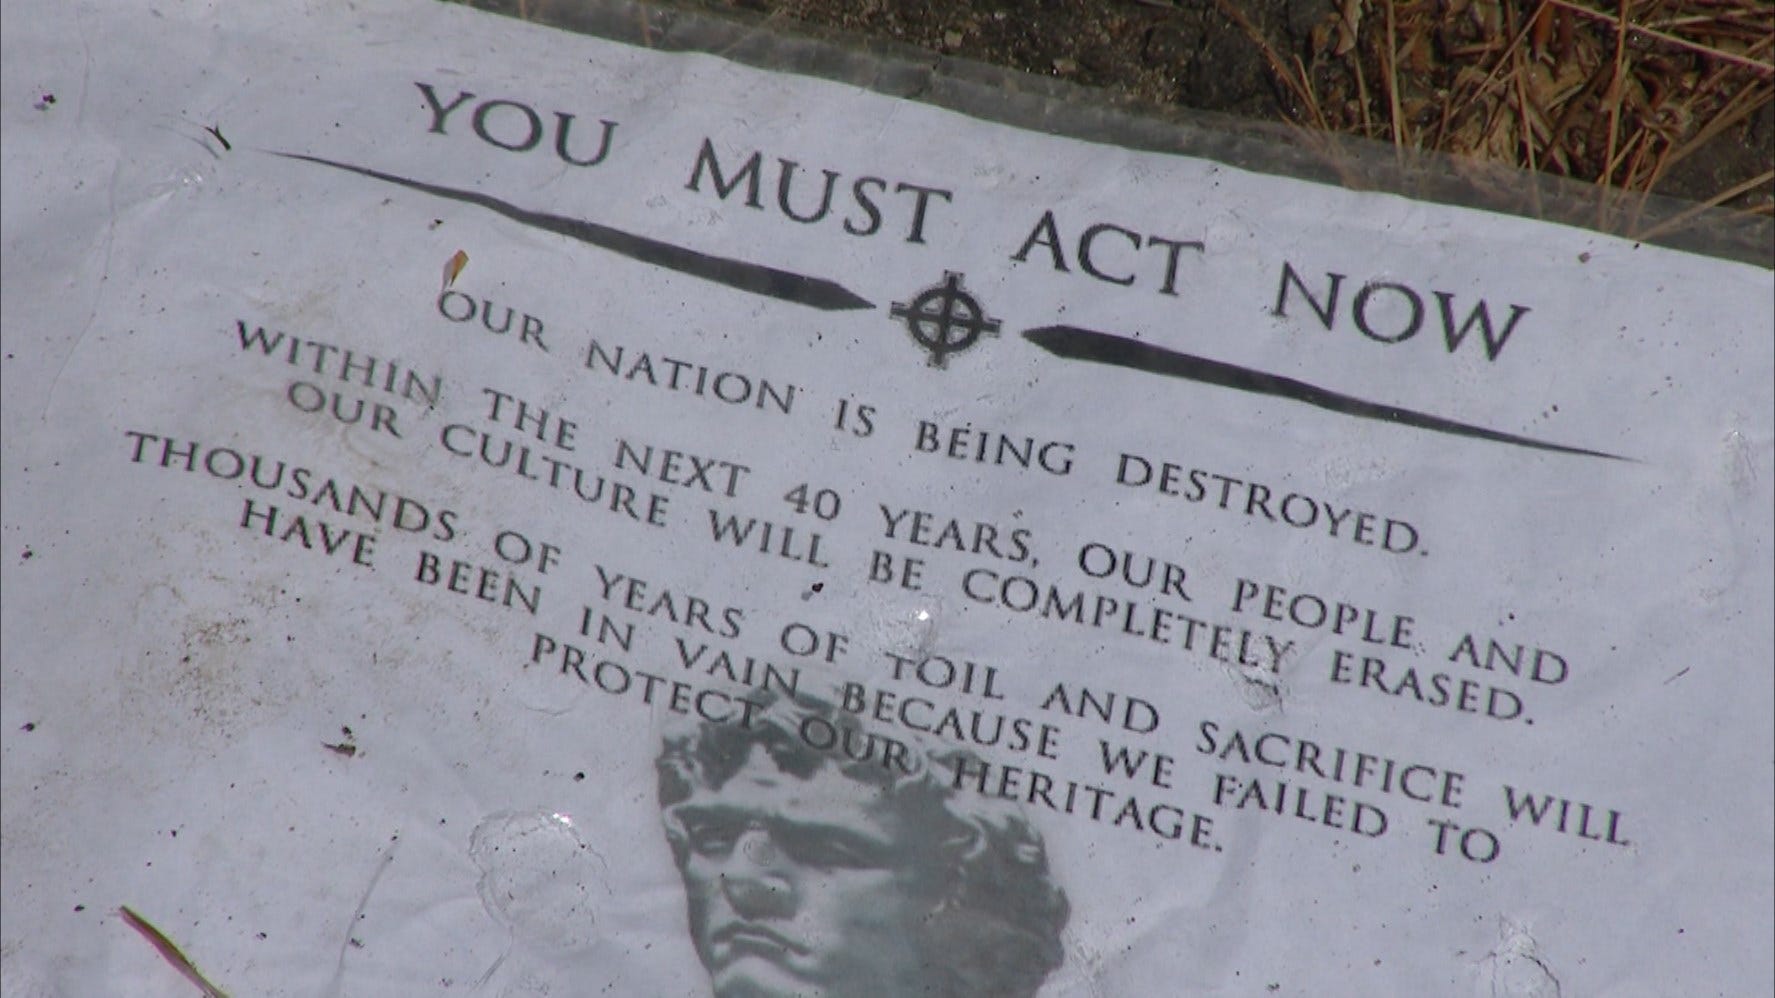 YOU MUST ACT NOW
OUR NATION IS BEING DESTROYED.
WITHIN THE NEXT 40 YEARS, OUR PEOPLE AND
OUR CULTURE WILL BE COMPLETELY ERASED.
THOUSANDS OF YEARS OF TOIL AND SACRIFICE WILL
HAVE BEEN IN VAIN BECAUSE WE FAILED TO
PROTECT OUR HERITAGE.